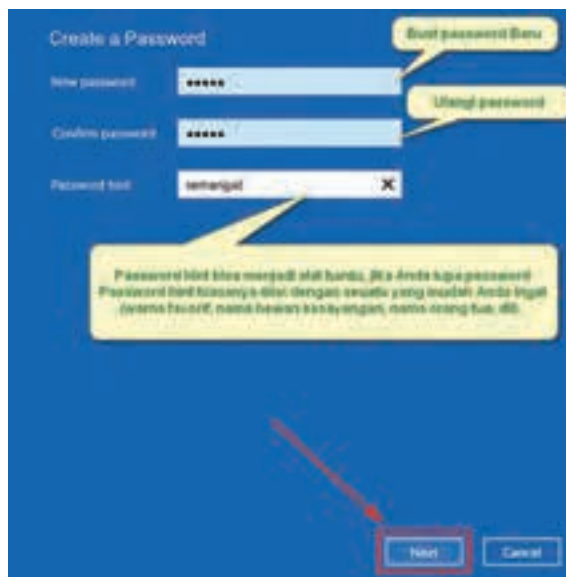 Create a Password
Buat password Baru
New password
●●●●●
Ulangi password
Confirm password
●●●●●
Password hint
semangat
Password hint bisa menjadi alat bantu, jika Anda lupa password
Password hint biasanya diisi dengan sesuatu yang mudah Anda ingat
(warna favorit, nama hewan kesayangan, nama orang tua, dll).
Next
Cancel